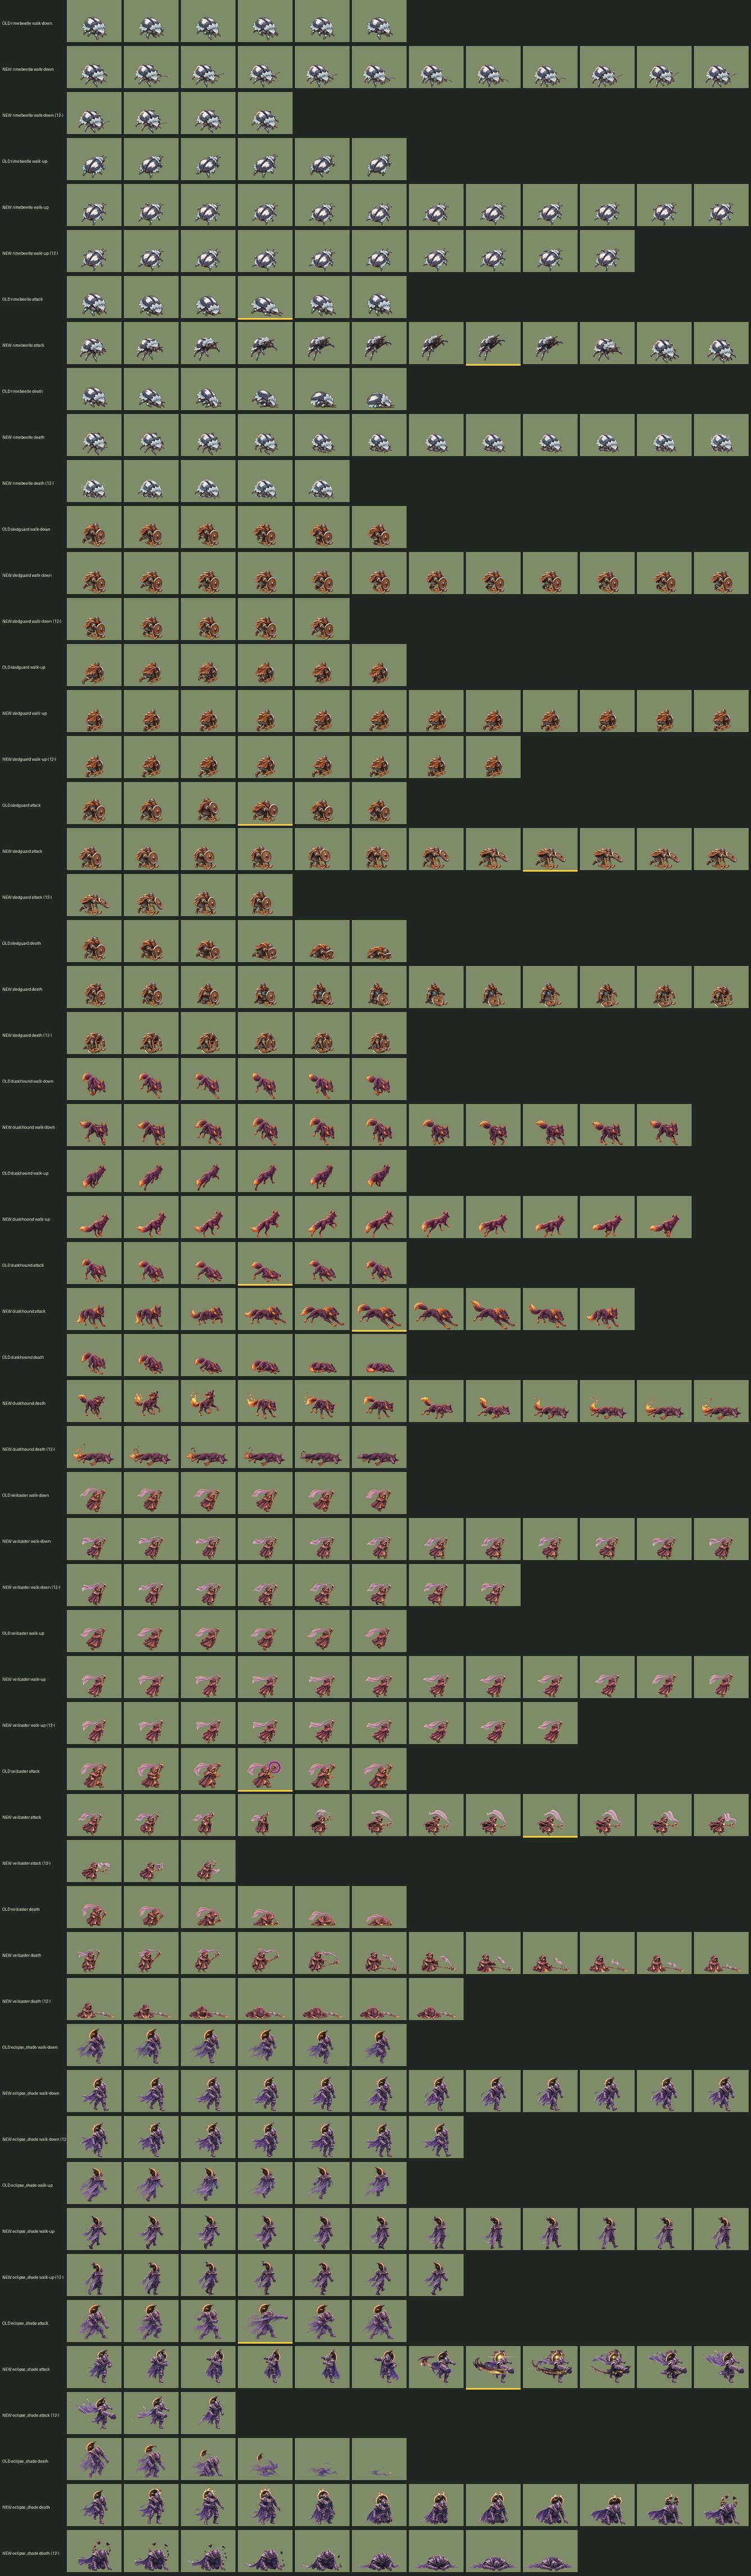 OLD rimebeetle walk-down
NEW rimebeetle walk-down
NEW rimebeetle walk-down (12-)
OLD rimebeetle walk-up
NEW rimebeetle walk-up
NEW rimebeetle walk-up (12-)
OLD rimebeetle attack
NEW rimebeetle attack
OLD rimebeetle death
NEW rimebeetle death
NEW rimebeetle death (12-)
OLD sledguard walk-down
NEW sledguard walk-down
NEW sledguard walk-down (12-)
OLD sledguard walk-up
NEW sledguard walk-up
NEW sledguard walk-up (12-)
OLD sledguard attack
NEW sledguard attack
NEW sledguard attack (12-)
OLD sledguard death
NEW sledguard death
NEW sledguard death (12-)
OLD duskhound walk-down
NEW duskhound walk-down
OLD duskhound walk-up
NEW duskhound walk-up
OLD duskhound attack
NEW duskhound attack
OLD duskhound death
NEW duskhound death
NEW duskhound death (12-)
OLD veilcaster walk-down
NEW veilcaster walk-down
NEW veilcaster walk-down (12-)
OLD veilcaster walk-up
NEW veilcaster walk-up
NEW veilcaster walk-up (12-)
OLD veilcaster attack
NEW veilcaster attack
NEW veilcaster attack (12-)
OLD veilcaster death
NEW veilcaster death
NEW veilcaster death (12-)
OLD eclipse_shade walk-down
NEW eclipse_shade walk-down
NEW eclipse_shade walk-down (12
OLD eclipse_shade walk-up
NEW eclipse_shade walk-up
NEW eclipse_shade walk-up (12-)
OLD eclipse_shade attack
NEW eclipse_shade attack
NEW eclipse_shade attack (12-)
OLD eclipse_shade death
NEW eclipse_shade death
NEW eclipse_shade death (12-)